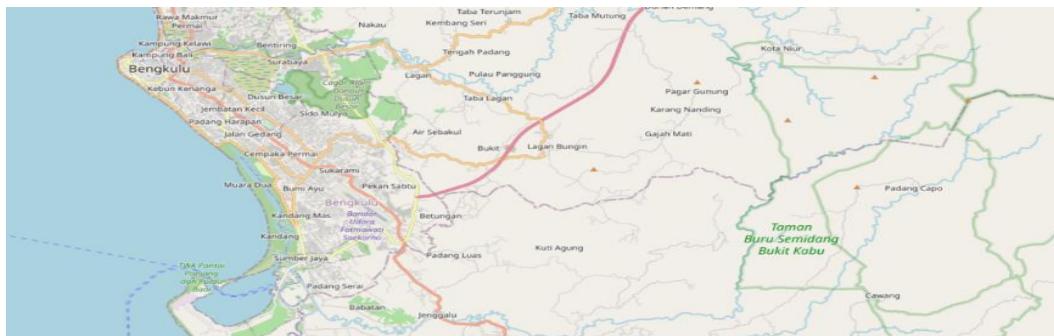 Rawa Makmur
Permai
Nakau
Taba Terunjam
Kembang Seri
Taba Mutung
Kota Niur
Kampung Kelawi
Kampung Bali
Bengkulu
Kebun Kenanga
Bentiring
Surabaya
Tengah Padang
Lagan
Pulau Panggung
Dusun Besar
Taba Lagan
Pagar Gunung
Karang Nanding
Jembatan Kecil
Sido Mulyo
Padang Harapan
Jalan Gedang
Air Sebakul
Gajah Mati
Bukit
Lagan Bungin
Cempaka Permai
Sukarami
Muara Dua
Bumi Ayu
Pekan Sabtu
Padang Capo
Bengkulu
Kandang Mas
Bandar
Udara
Fatmawati
Soekarno
Betungan
Taman
Buru Semidang
Bukit Kabu
Kandang
Kuti Agung
Sumber Jaya
Padang Luas
TWA Pantai
Panjang
Padang Serai
Cawang
Babatan
Jenggalu